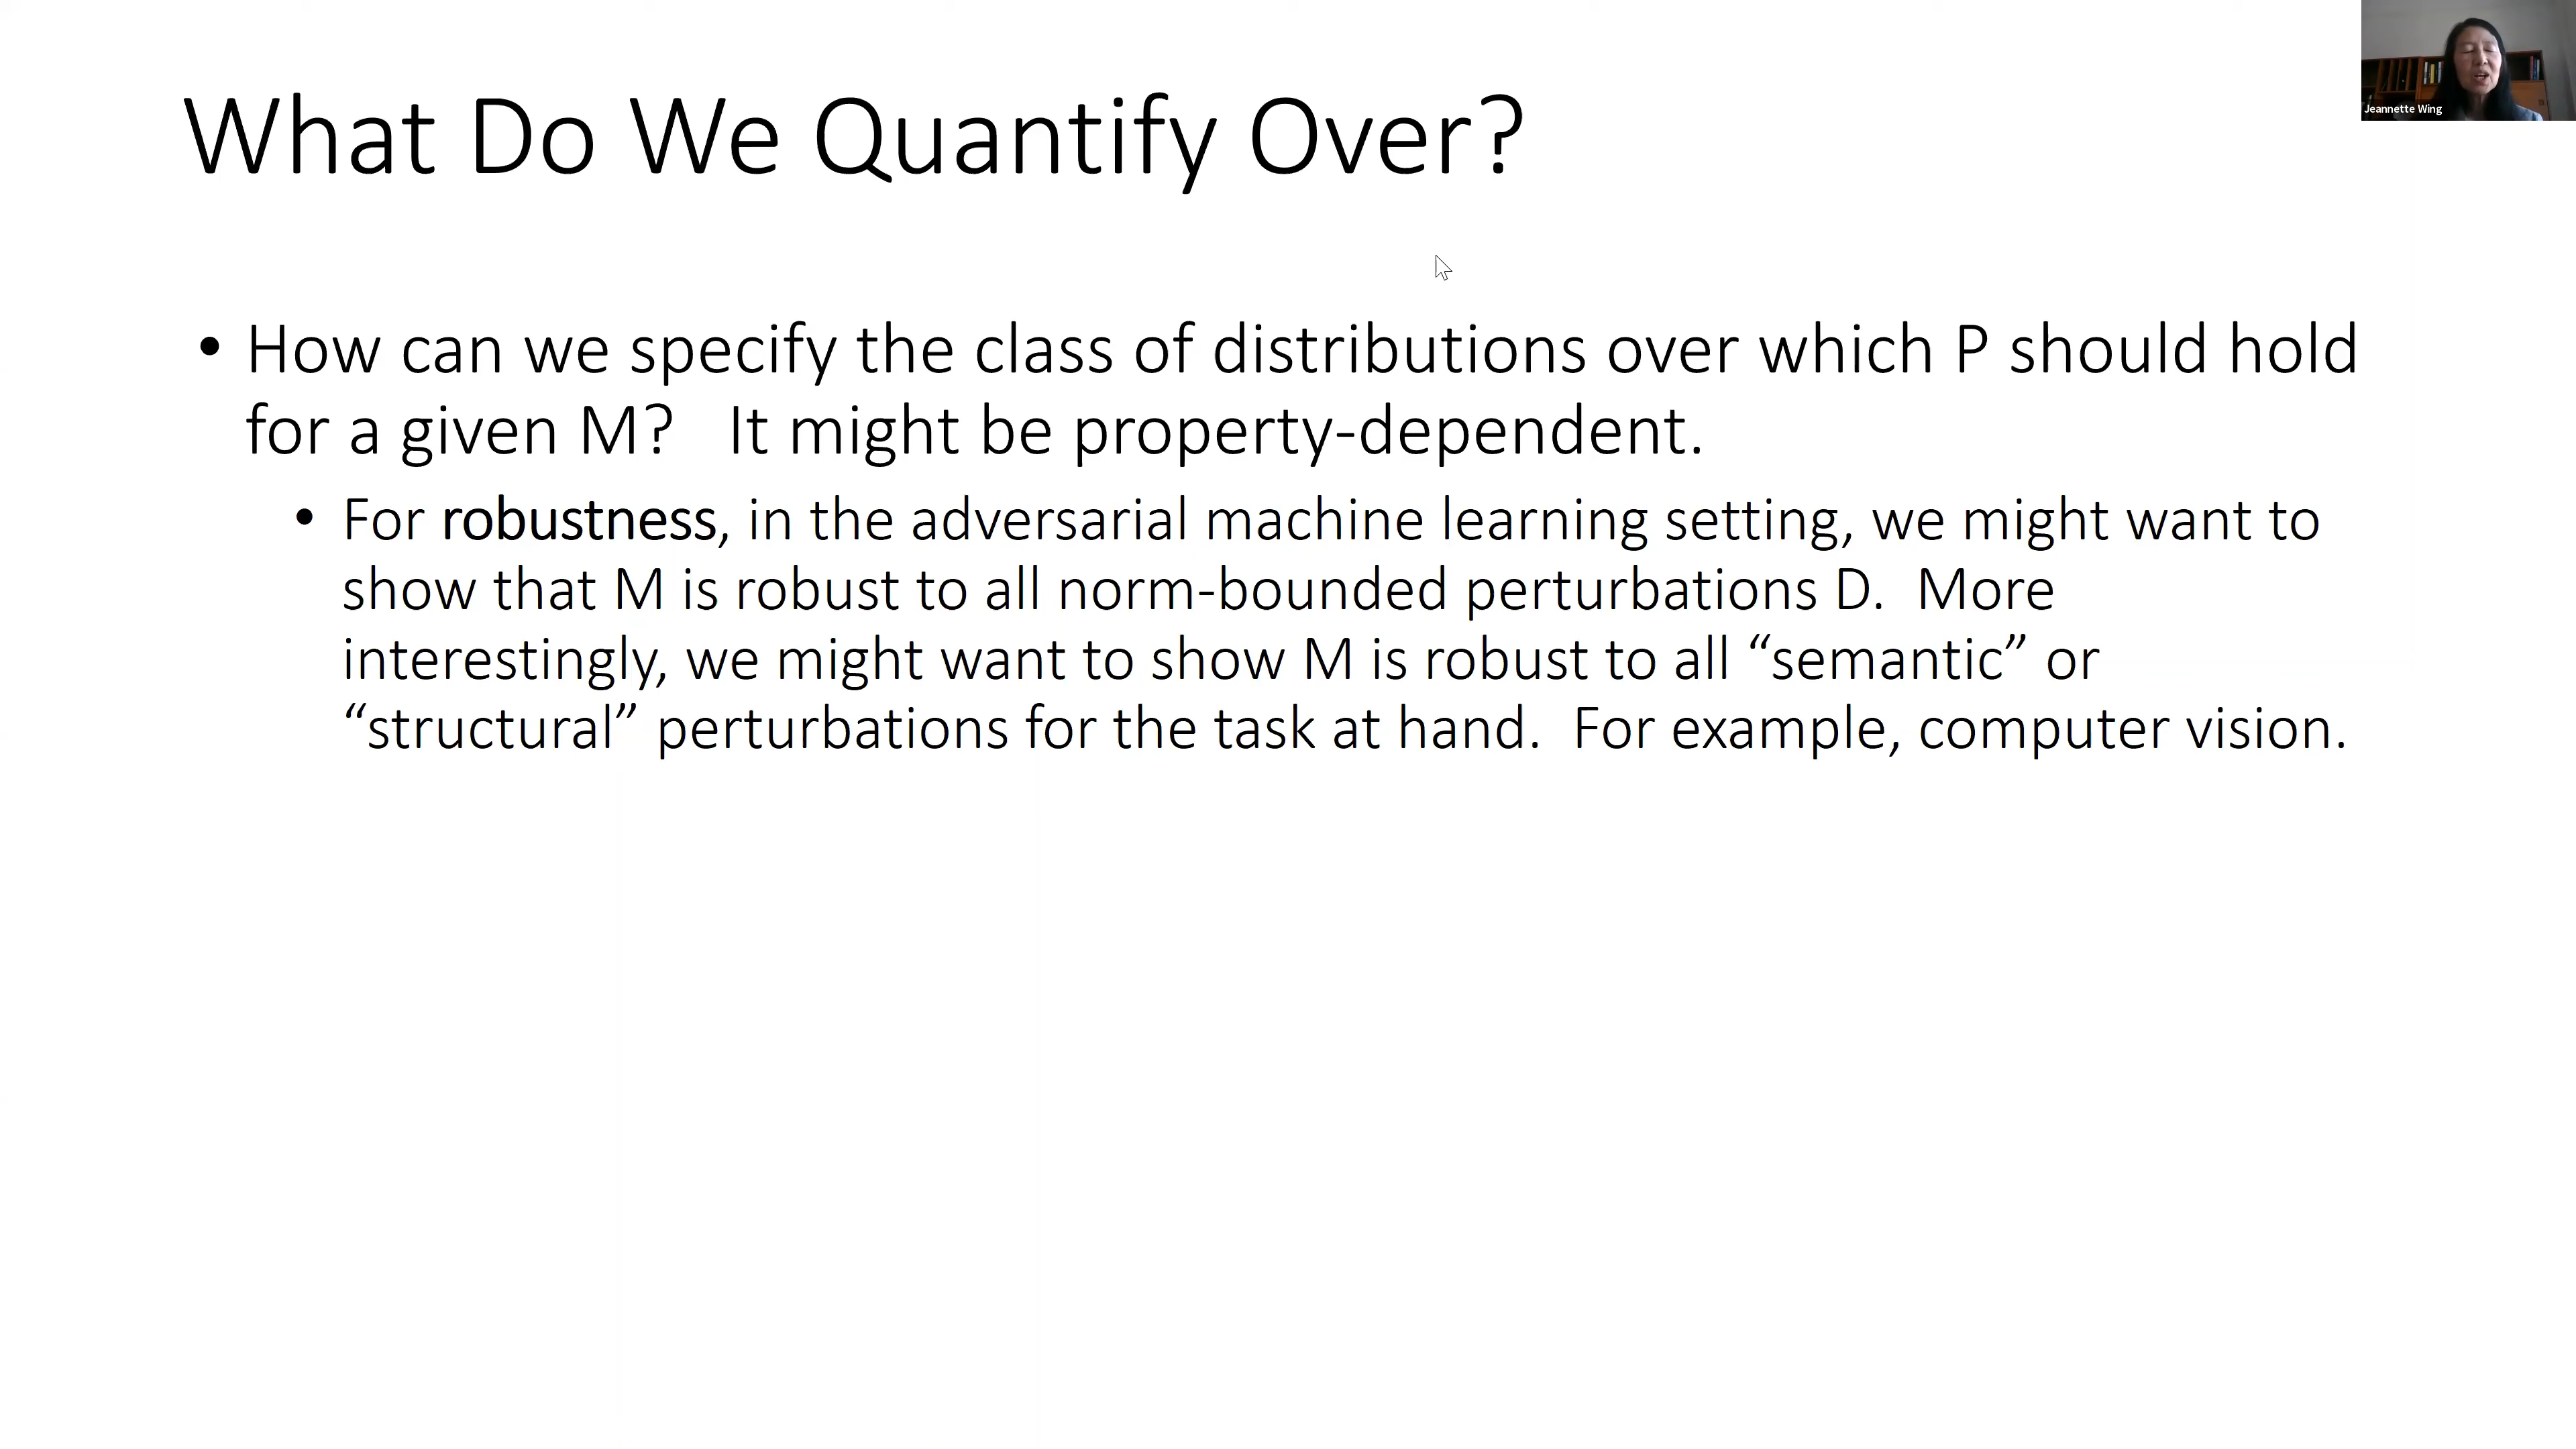 What Do We Quantify Over?
Jeannette Wing
• How can we specify the class of distributions over which P should hold
for a given M? It might be property-dependent.
• For robustness, in the adversarial machine learning setting, we might want to
show that M is robust to all norm-bounded perturbations D. More
interestingly, we might want to show M is robust to all “semantic” or
“structural” perturbations for the task at hand. For example, computer vision.